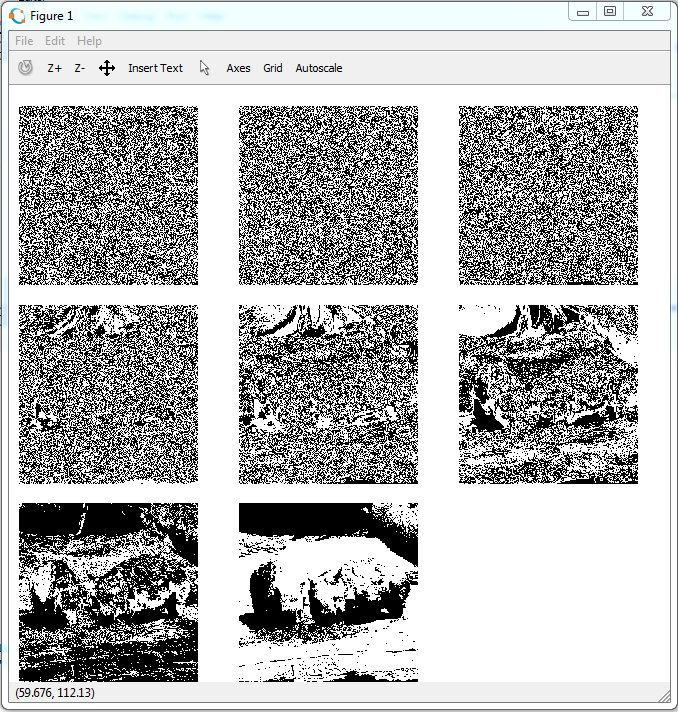 Figure 1
File Edit Help
Z+ Z- Insert Text Axes Grid Autoscale
(59.676, 112.13)